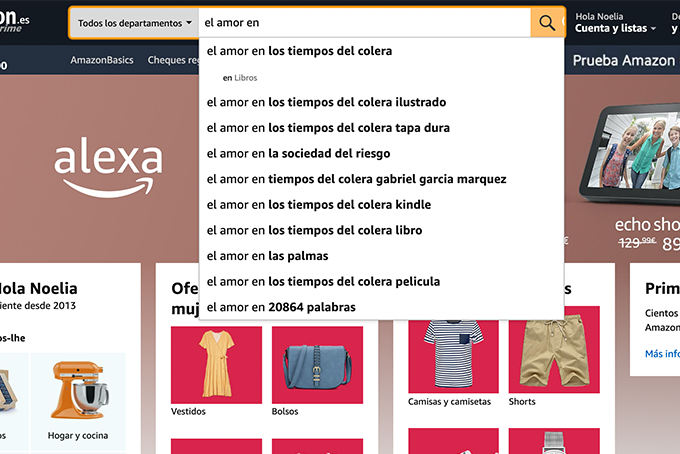 on.es
prime
Todos los departamentos
el amor en
Hola Noelia
Cuenta y listas
AmazonBasics
Cheques
Prueba Amazon
el amor en los tiempos del colera
en Libros
el amor en los tiempos del colera ilustrado
el amor en los tiempos del colera tapa dura
el amor en la sociedad del riesgo
el amor en tiempos del colera gabriel garcia marquez
el amor en los tiempos del colera kindle
el amor en los tiempos del colera libro
el amor en las palmas
el amor en los tiempos del colera pelicula
el amor en 20864 palabras
alexa
echo sho
129,99€
89
Hola Noelia
iente desde 2013
os-lhe
Hogar y cocina
Ofe
muj
Vestidos
Bolsos
Camisas y camisetas
Shorts
Prim
Cientos
Amazon
Más info